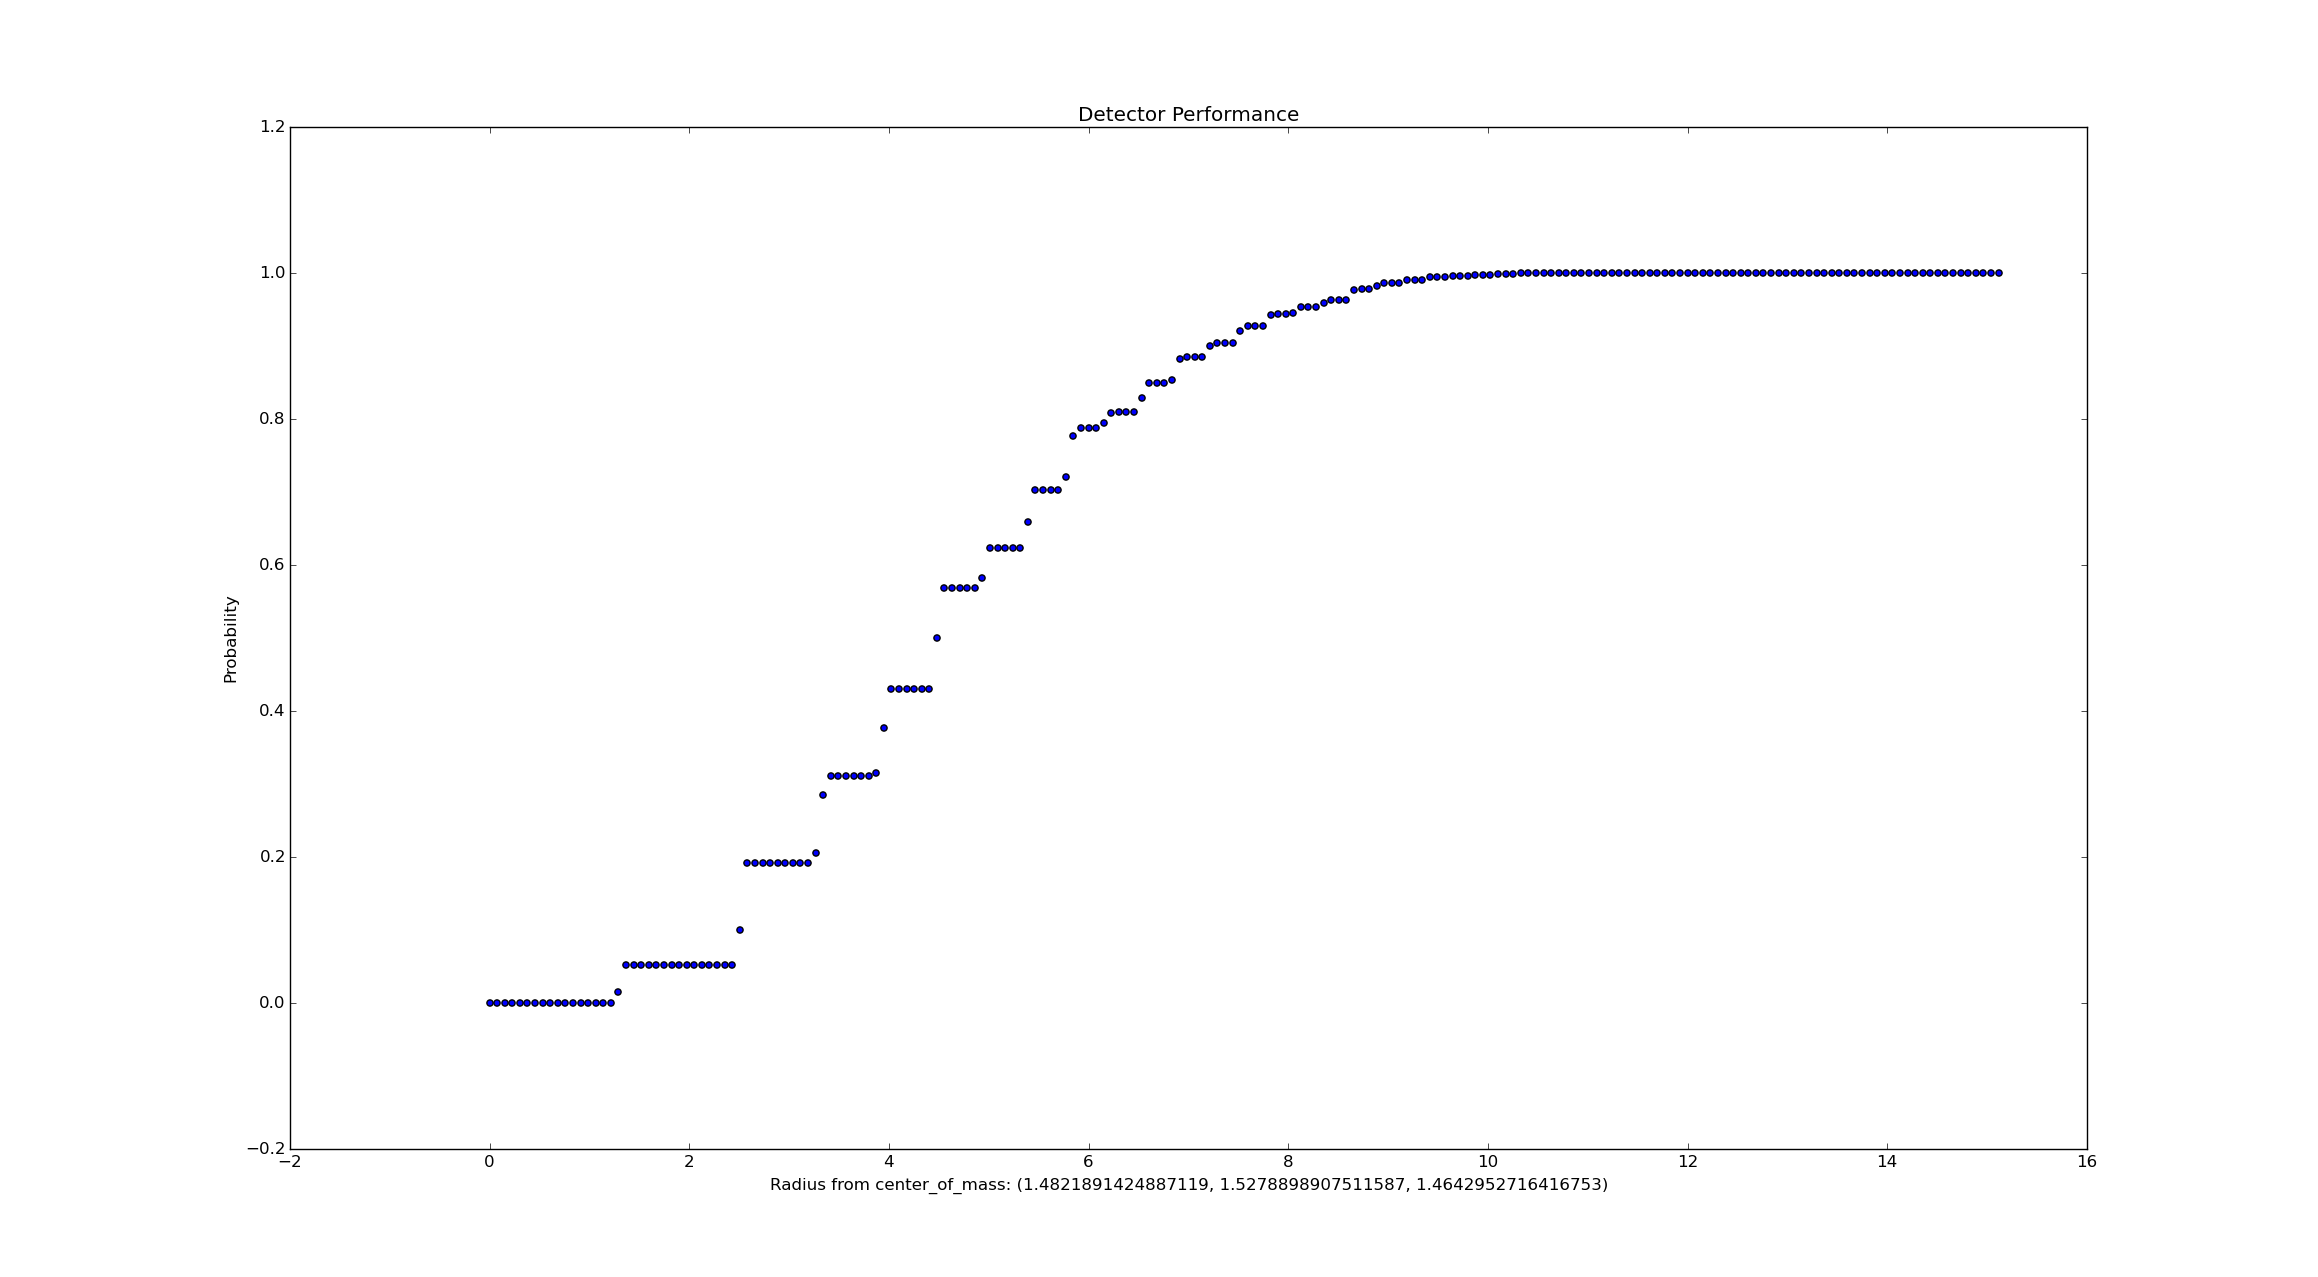 Detector Performance
1.2
1.0
0.8
0.6
0.4
0.2
0.0
−0.2
Probability
−2 0 2 4 6 8 10 12 14 16
Radius from center_of_mass: (1.4821891424887119, 1.5278898907511587, 1.4642952716416753)